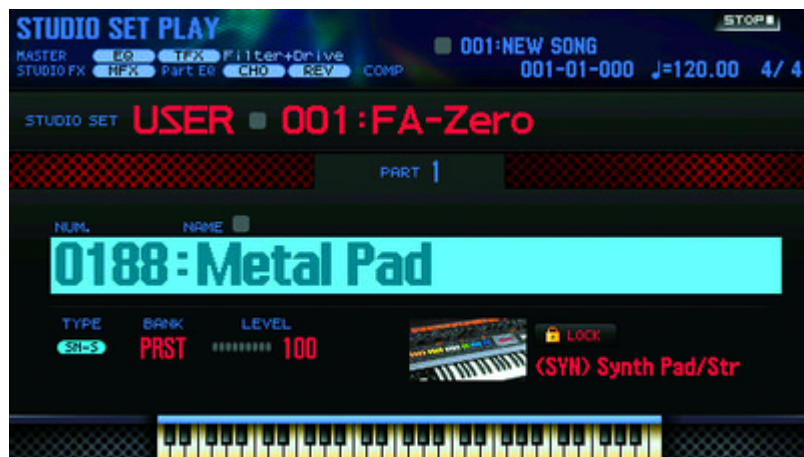 STUDIO SET PLAY
STOP
MASTER EQ TFX Filter+Drive
001:NEW SONG
STUDIO FX MFX Part EQ CHO REV COMP
001-01-000 ♩=120.00 4/ 4
STUDIO SET USER 001:FA-Zero
PART 1
NUM. NAME
0188:Metal Pad
TYPE BANK LEVEL
SN-S PRST 100
LOCK
(SYN) Synth Pad/Str